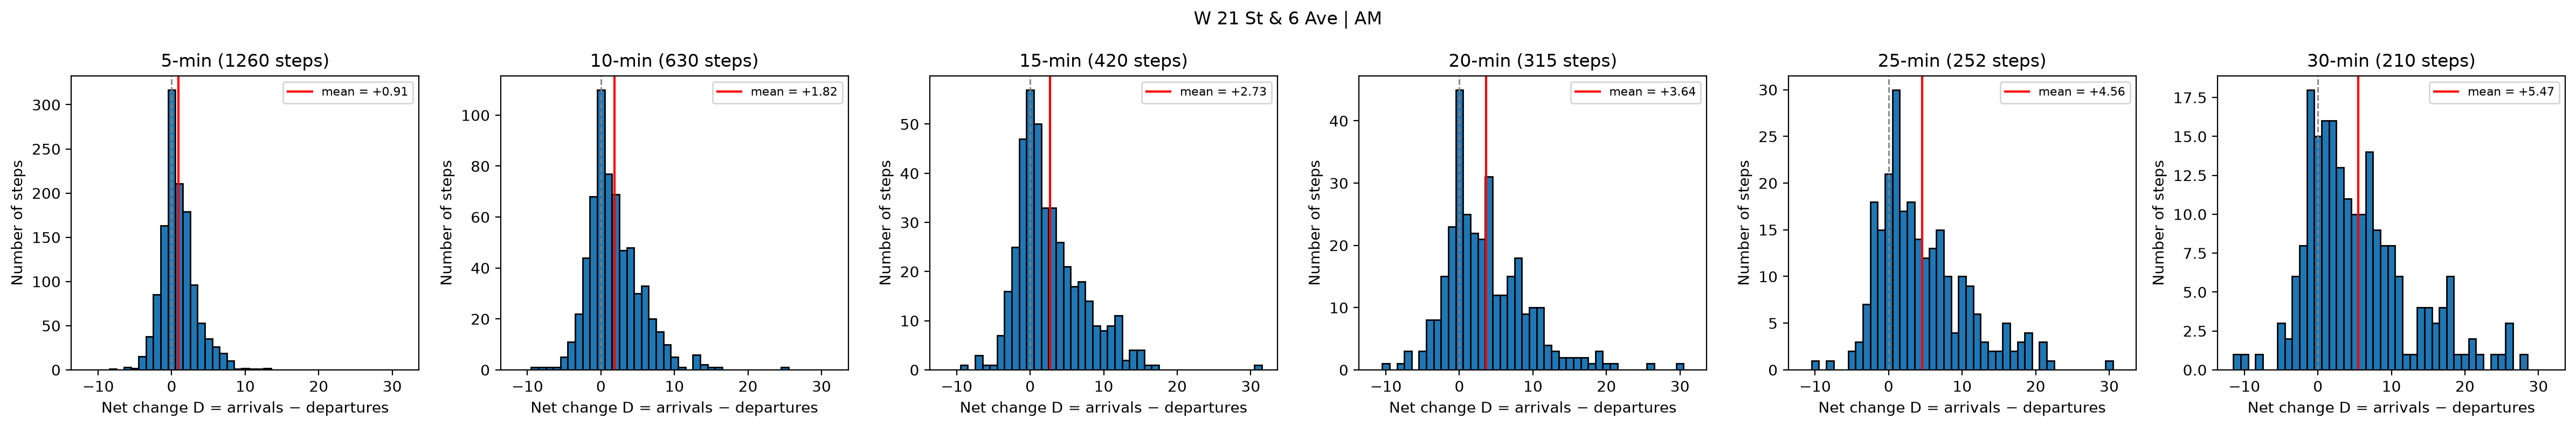 W 21 St & 6 Ave | AM
5-min (1260 steps)
mean = +0.91
Number of steps
0
50
100
150
200
250
300
−10 0 10 20 30
Net change D = arrivals − departures
10-min (630 steps)
mean = +1.82
Number of steps
0
20
40
60
80
100
−10 0 10 20 30
Net change D = arrivals − departures
15-min (420 steps)
mean = +2.73
Number of steps
0
10
20
30
40
50
−10 0 10 20 30
Net change D = arrivals − departures
20-min (315 steps)
mean = +3.64
Number of steps
0
10
20
30
40
−10 0 10 20 30
Net change D = arrivals − departures
25-min (252 steps)
mean = +4.56
Number of steps
0
5
10
15
20
25
30
−10 0 10 20 30
Net change D = arrivals − departures
30-min (210 steps)
mean = +5.47
Number of steps
0.0
2.5
5.0
7.5
10.0
12.5
15.0
17.5
−10 0 10 20 30
Net change D = arrivals − departures